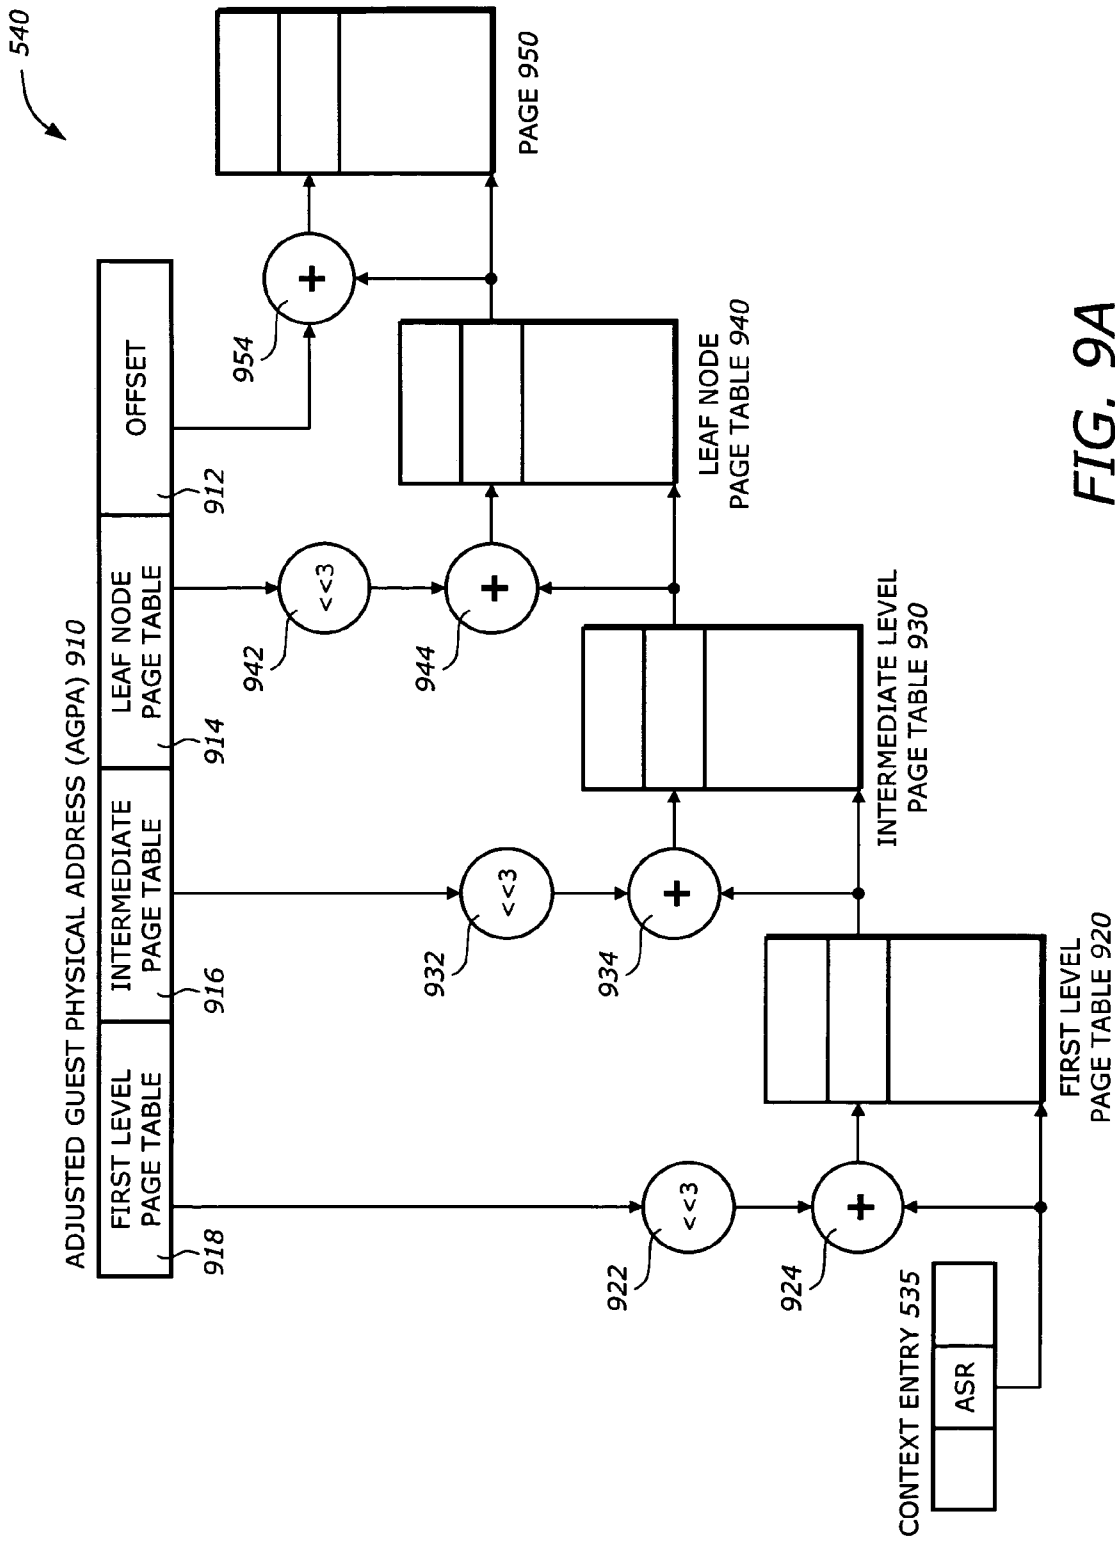 540
ADJUSTED GUEST PHYSICAL ADDRESS (AGPA) 910
FIRST LEVEL
PAGE TABLE
INTERMEDIATE
PAGE TABLE
LEAF NODE
PAGE TABLE
OFFSET
918
916
914
912
954
+
PAGE 950
942
<<3
944
+
LEAF NODE
PAGE TABLE 940
932
<<3
934
+
INTERMEDIATE LEVEL
PAGE TABLE 930
922
<<3
924
+
CONTEXT ENTRY 535
ASR
FIRST LEVEL
PAGE TABLE 920
FIG. 9A